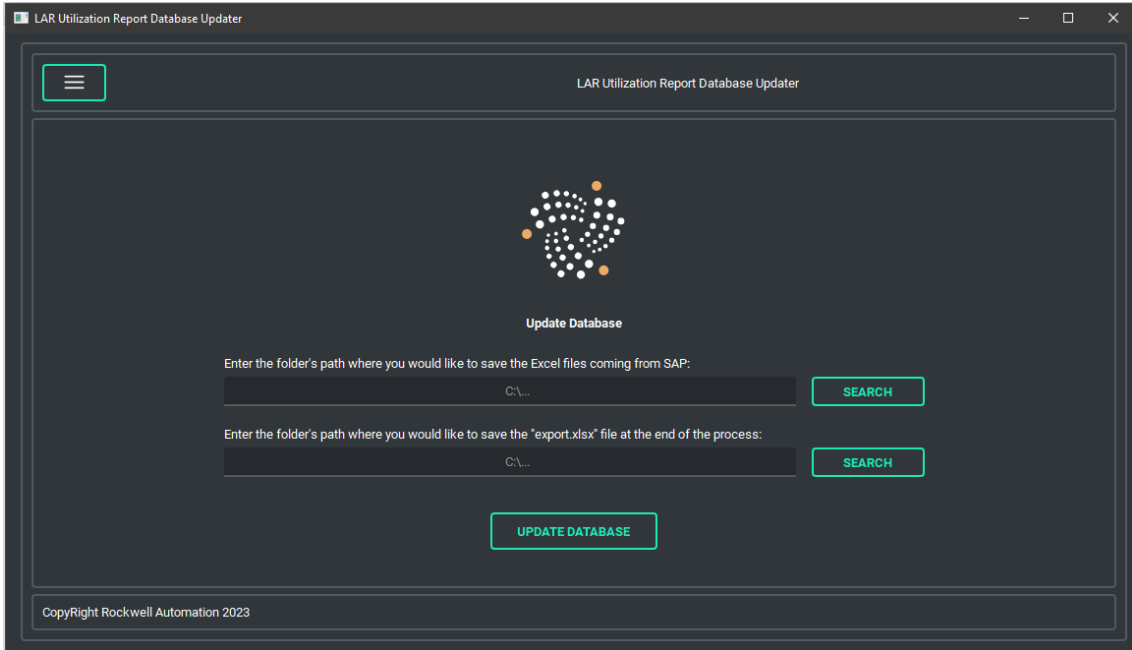 LAR Utilization Report Database Updater
LAR Utilization Report Database Updater
Update Database
Enter the folder's path where you would like to save the Excel files coming from SAP:
C:\...
SEARCH
Enter the folder's path where you would like to save the "export.xlsx" file at the end of the process:
C:\...
SEARCH
UPDATE DATABASE
CopyRight Rockwell Automation 2023